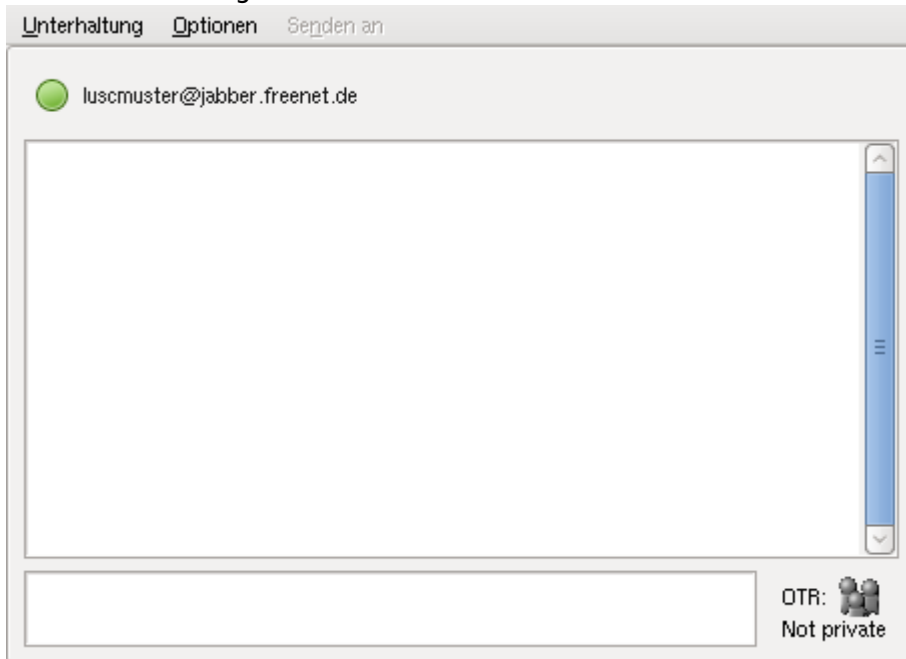 Unterhaltung Optionen Senden an
luscmuster@jabber.freenet.de
OTR:
Not private